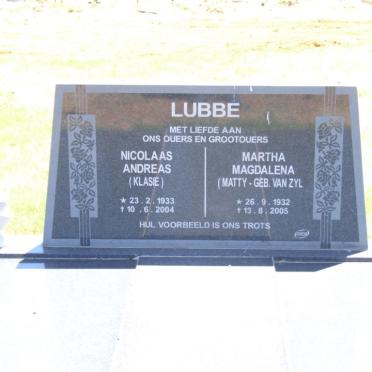 LUBBE
MET LIEFDE AAN
ONS OUERS EN GROOTOUERS
NICOLAAS
ANDREAS
( KLASIE )
★ 23 . 2 . 1933
✝ 10 . 6 . 2004
MARTHA
MAGDALENA
( MATTY - GEB. VAN ZYL
★ 26 . 9 . 1932
✝ 13 . 8 . 2005
HUL VOORBEELD IS ONS TROTS